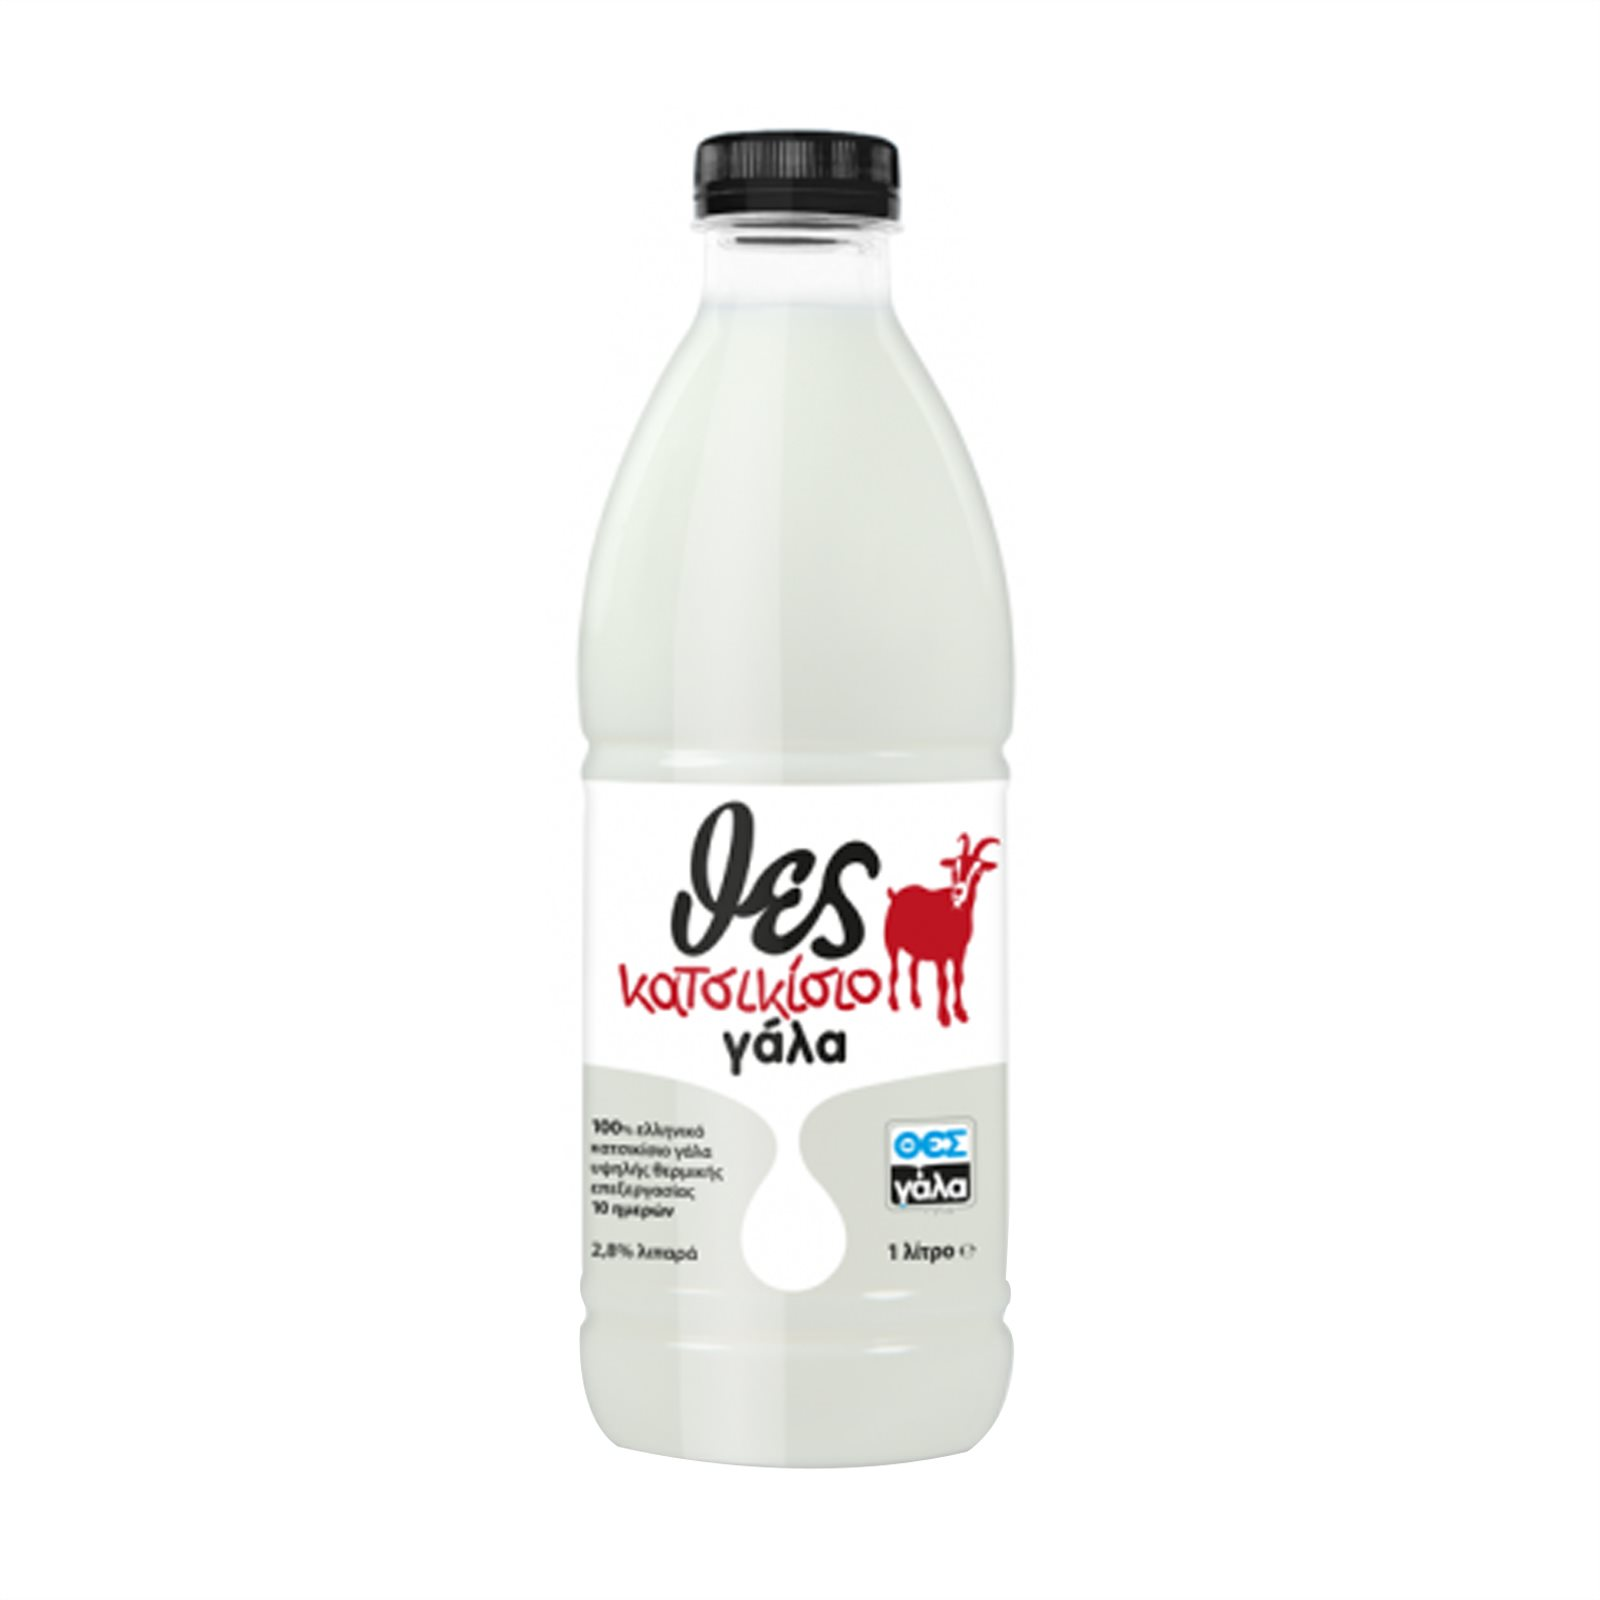 θες
κατσικίσιο
γάλα
100% ελληνικό
κατσικίσιο γάλα
υψηλής θερμικής
επεξεργασίας
10 ημερών
2,8% λιπαρά
ΘΕΣ
γάλα
1 λίτρο ℮